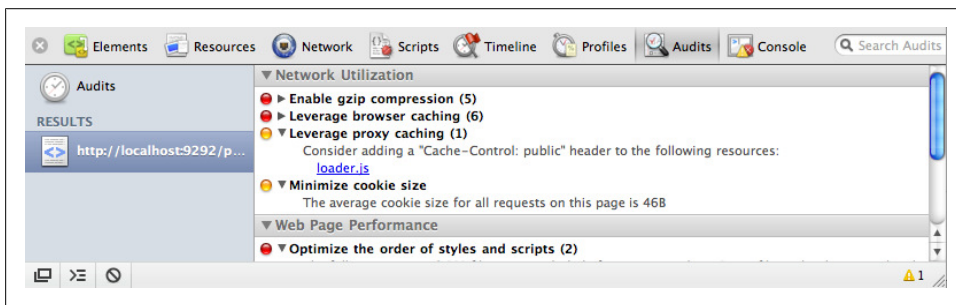 Elements Resources Network Scripts Timeline Profiles Audits Console Search Audits
Audits
RESULTS
http://localhost:9292/p...
▼ Network Utilization
▶ Enable gzip compression (5)
▶ Leverage browser caching (6)
▼ Leverage proxy caching (1)
Consider adding a "Cache-Control: public" header to the following resources:
loader.js
▼ Minimize cookie size
The average cookie size for all requests on this page is 46B
▼ Web Page Performance
▼ Optimize the order of styles and scripts (2)
1